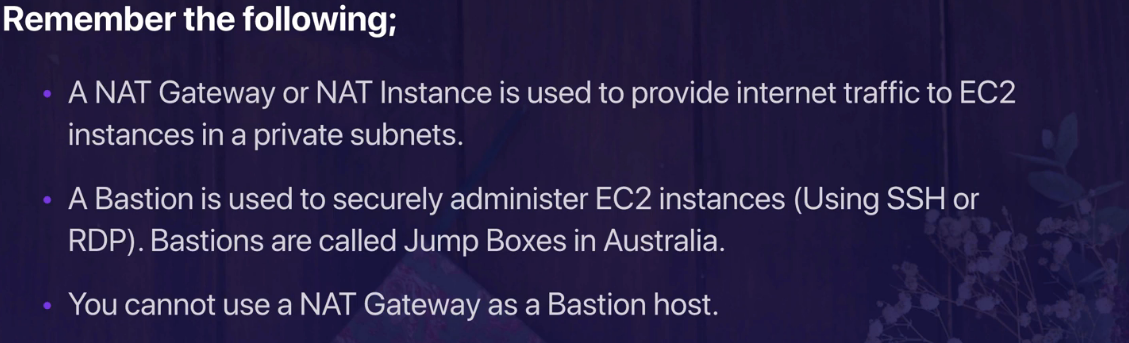 Remember the following;
• A NAT Gateway or NAT Instance is used to provide internet traffic to EC2
instances in a private subnets.
• A Bastion is used to securely administer EC2 instances (Using SSH or
RDP). Bastions are called Jump Boxes in Australia.
• You cannot use a NAT Gateway as a Bastion host.